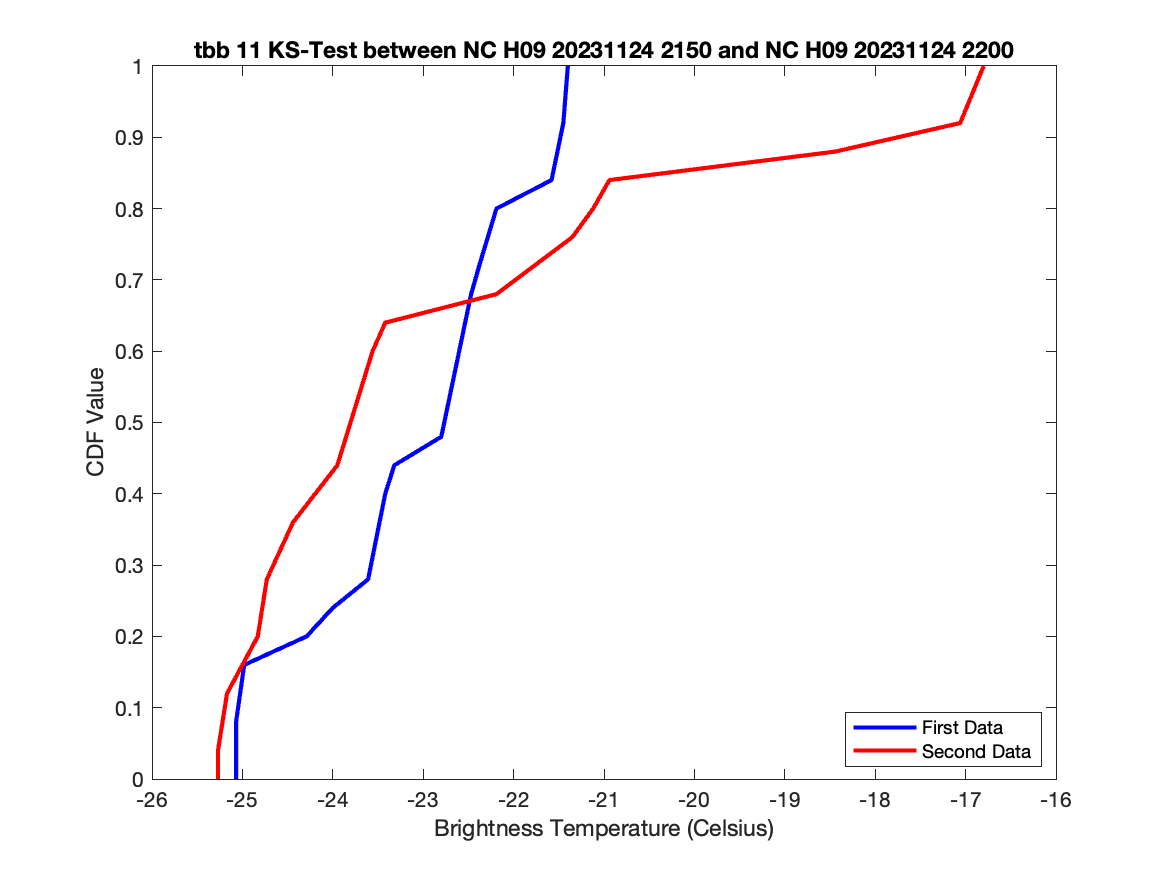 tbb 11 KS-Test between NC H09 20231124 2150 and NC H09 20231124 2200
1
0.9
0.8
0.7
0.6
0.5
0.4
0.3
0.2
0.1
0
CDF Value
-26 -25 -24 -23 -22 -21 -20 -19 -18 -17 -16
Brightness Temperature (Celsius)
First Data
Second Data